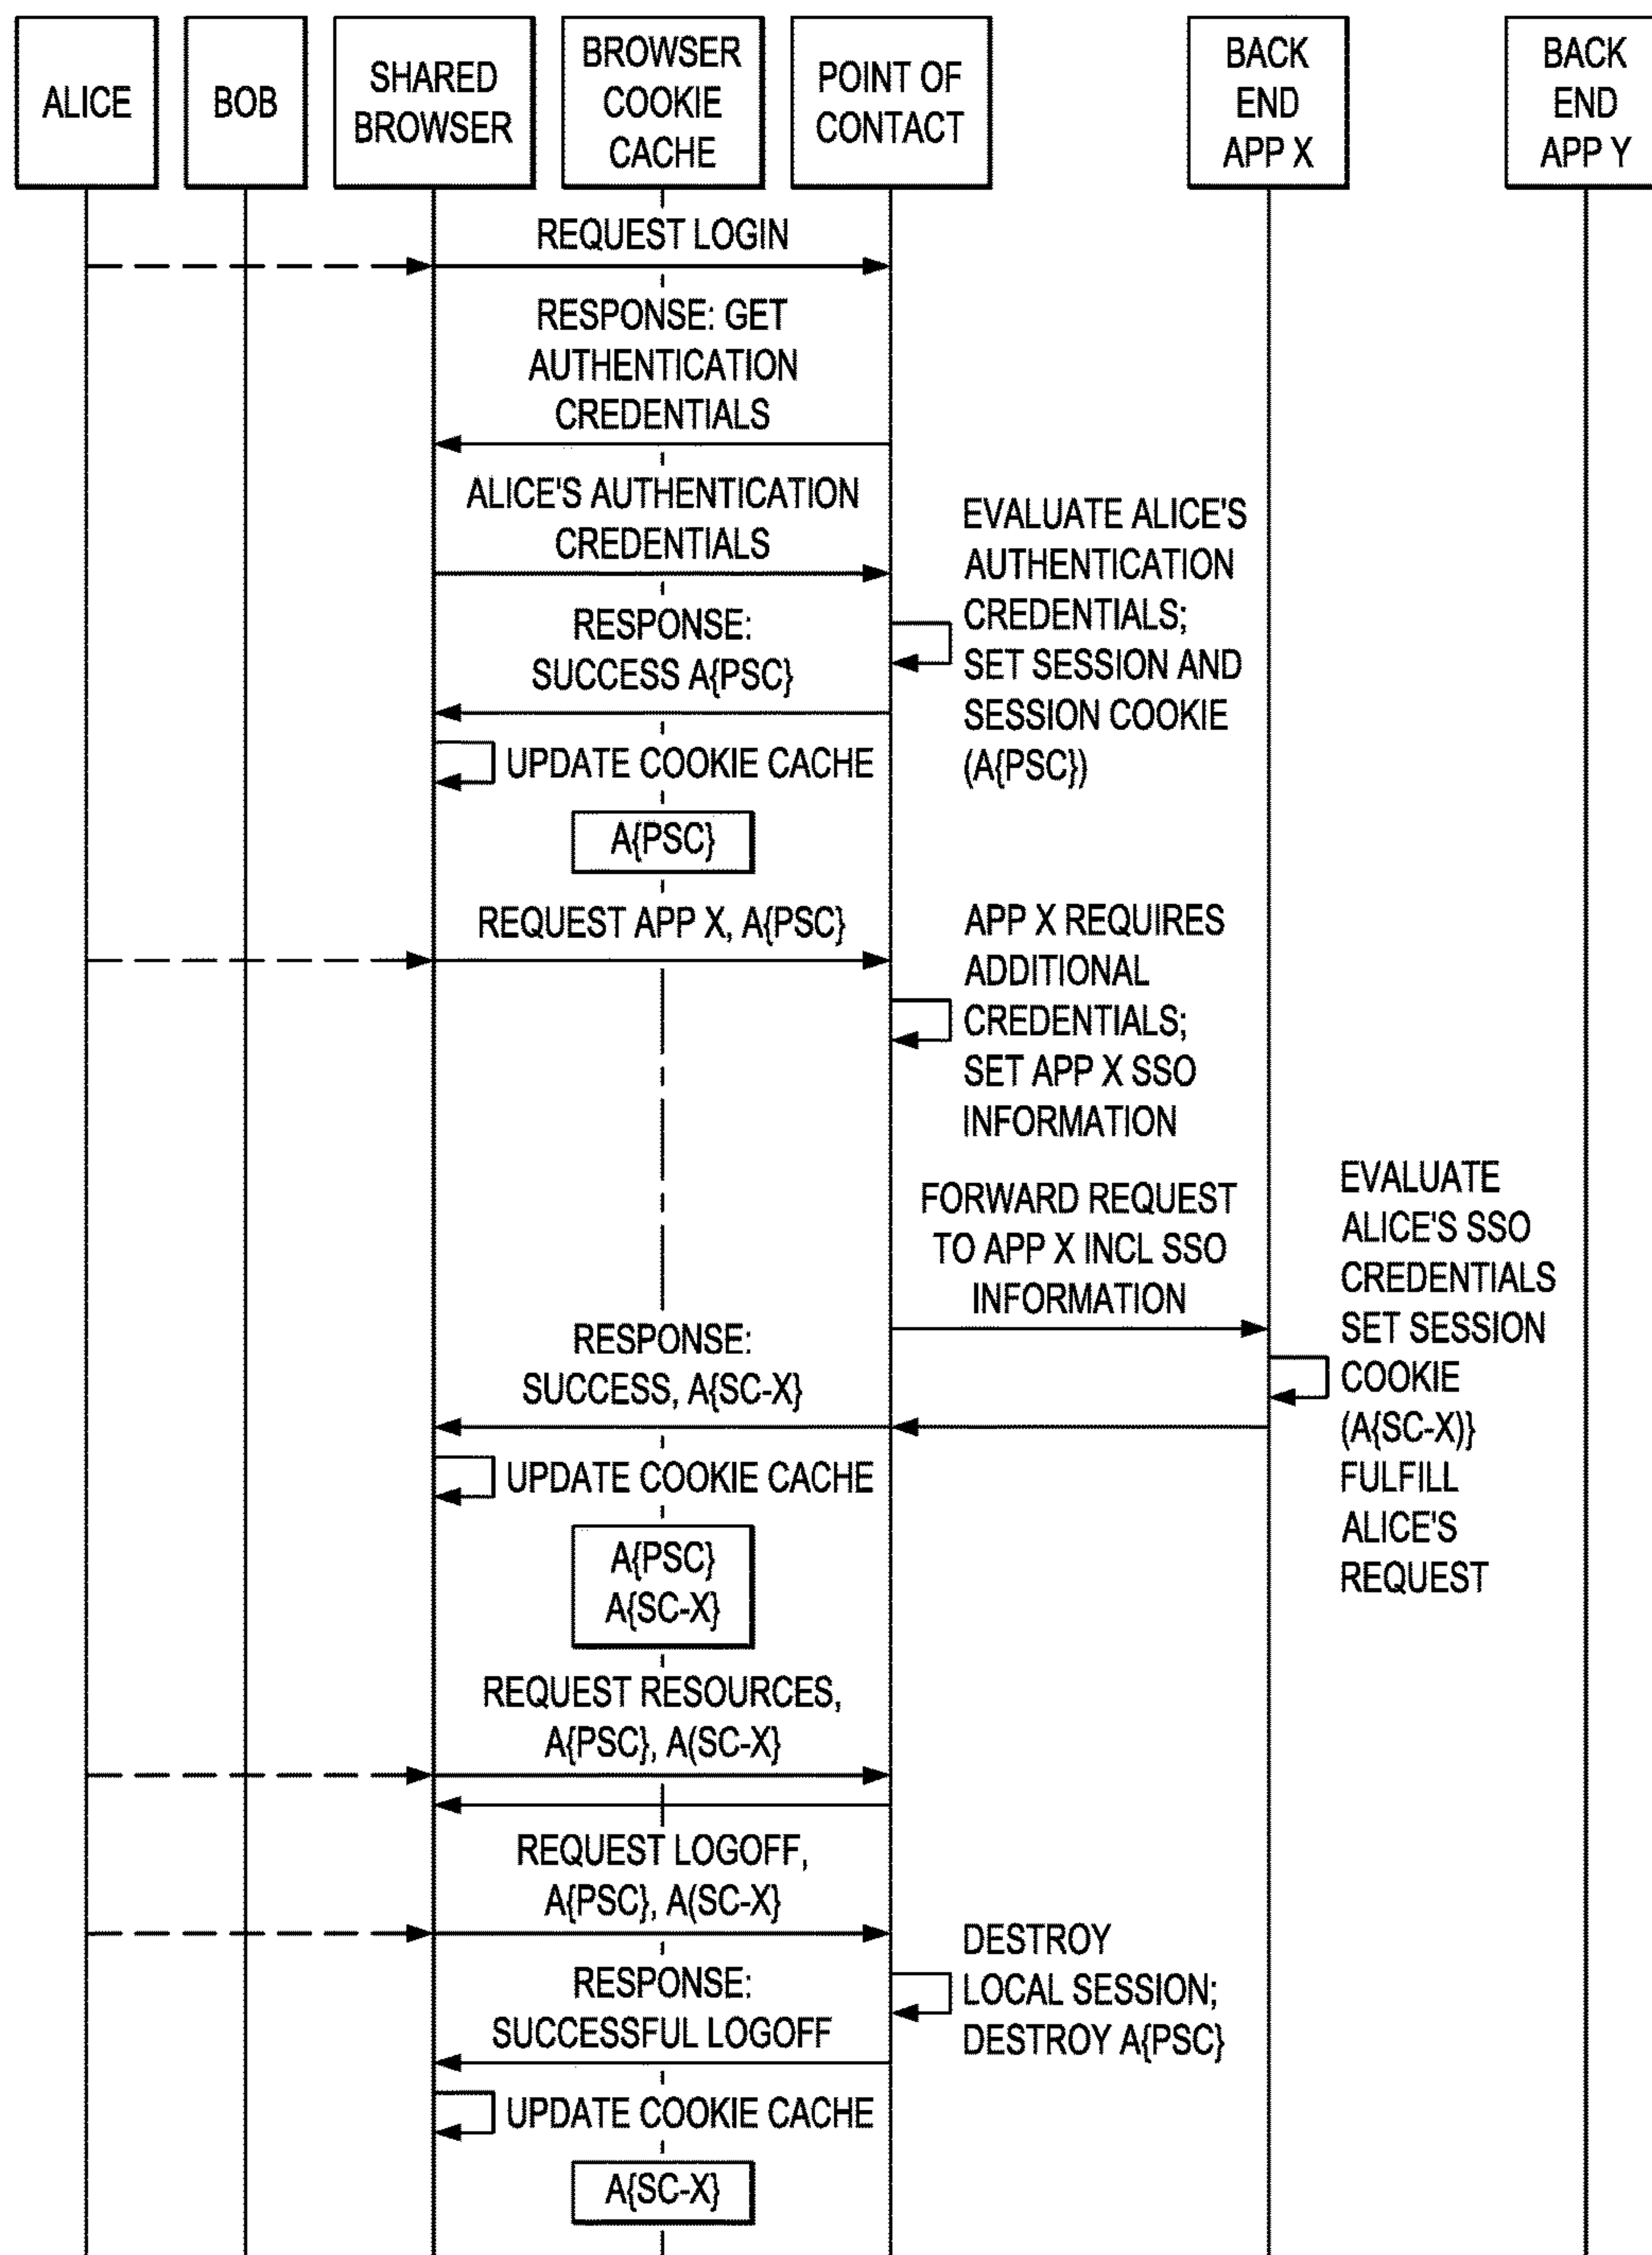 ALICE
BOB
SHARED
BROWSER
BROWSER
COOKIE
CACHE
POINT OF
CONTACT
BACK
END
APP X
BACK
END
APP Y
REQUEST LOGIN
RESPONSE: GET
AUTHENTICATION
CREDENTIALS
ALICE'S AUTHENTICATION
CREDENTIALS
EVALUATE ALICE'S
AUTHENTICATION
CREDENTIALS;
SET SESSION AND
SESSION COOKIE
(A{PSC})
RESPONSE:
SUCCESS A{PSC}
UPDATE COOKIE CACHE
A{PSC}
REQUEST APP X, A{PSC}
APP X REQUIRES
ADDITIONAL
CREDENTIALS;
SET APP X SSO
INFORMATION
FORWARD REQUEST
TO APP X INCL SSO
INFORMATION
EVALUATE
ALICE'S SSO
CREDENTIALS
SET SESSION
COOKIE
(A{SC-X)}
FULFILL
ALICE'S
REQUEST
RESPONSE:
SUCCESS, A{SC-X}
UPDATE COOKIE CACHE
A{PSC}
A{SC-X}
REQUEST RESOURCES,
A{PSC}, A(SC-X}
REQUEST LOGOFF,
A{PSC}, A(SC-X}
DESTROY
LOCAL SESSION;
DESTROY A{PSC}
RESPONSE:
SUCCESSFUL LOGOFF
UPDATE COOKIE CACHE
A{SC-X}